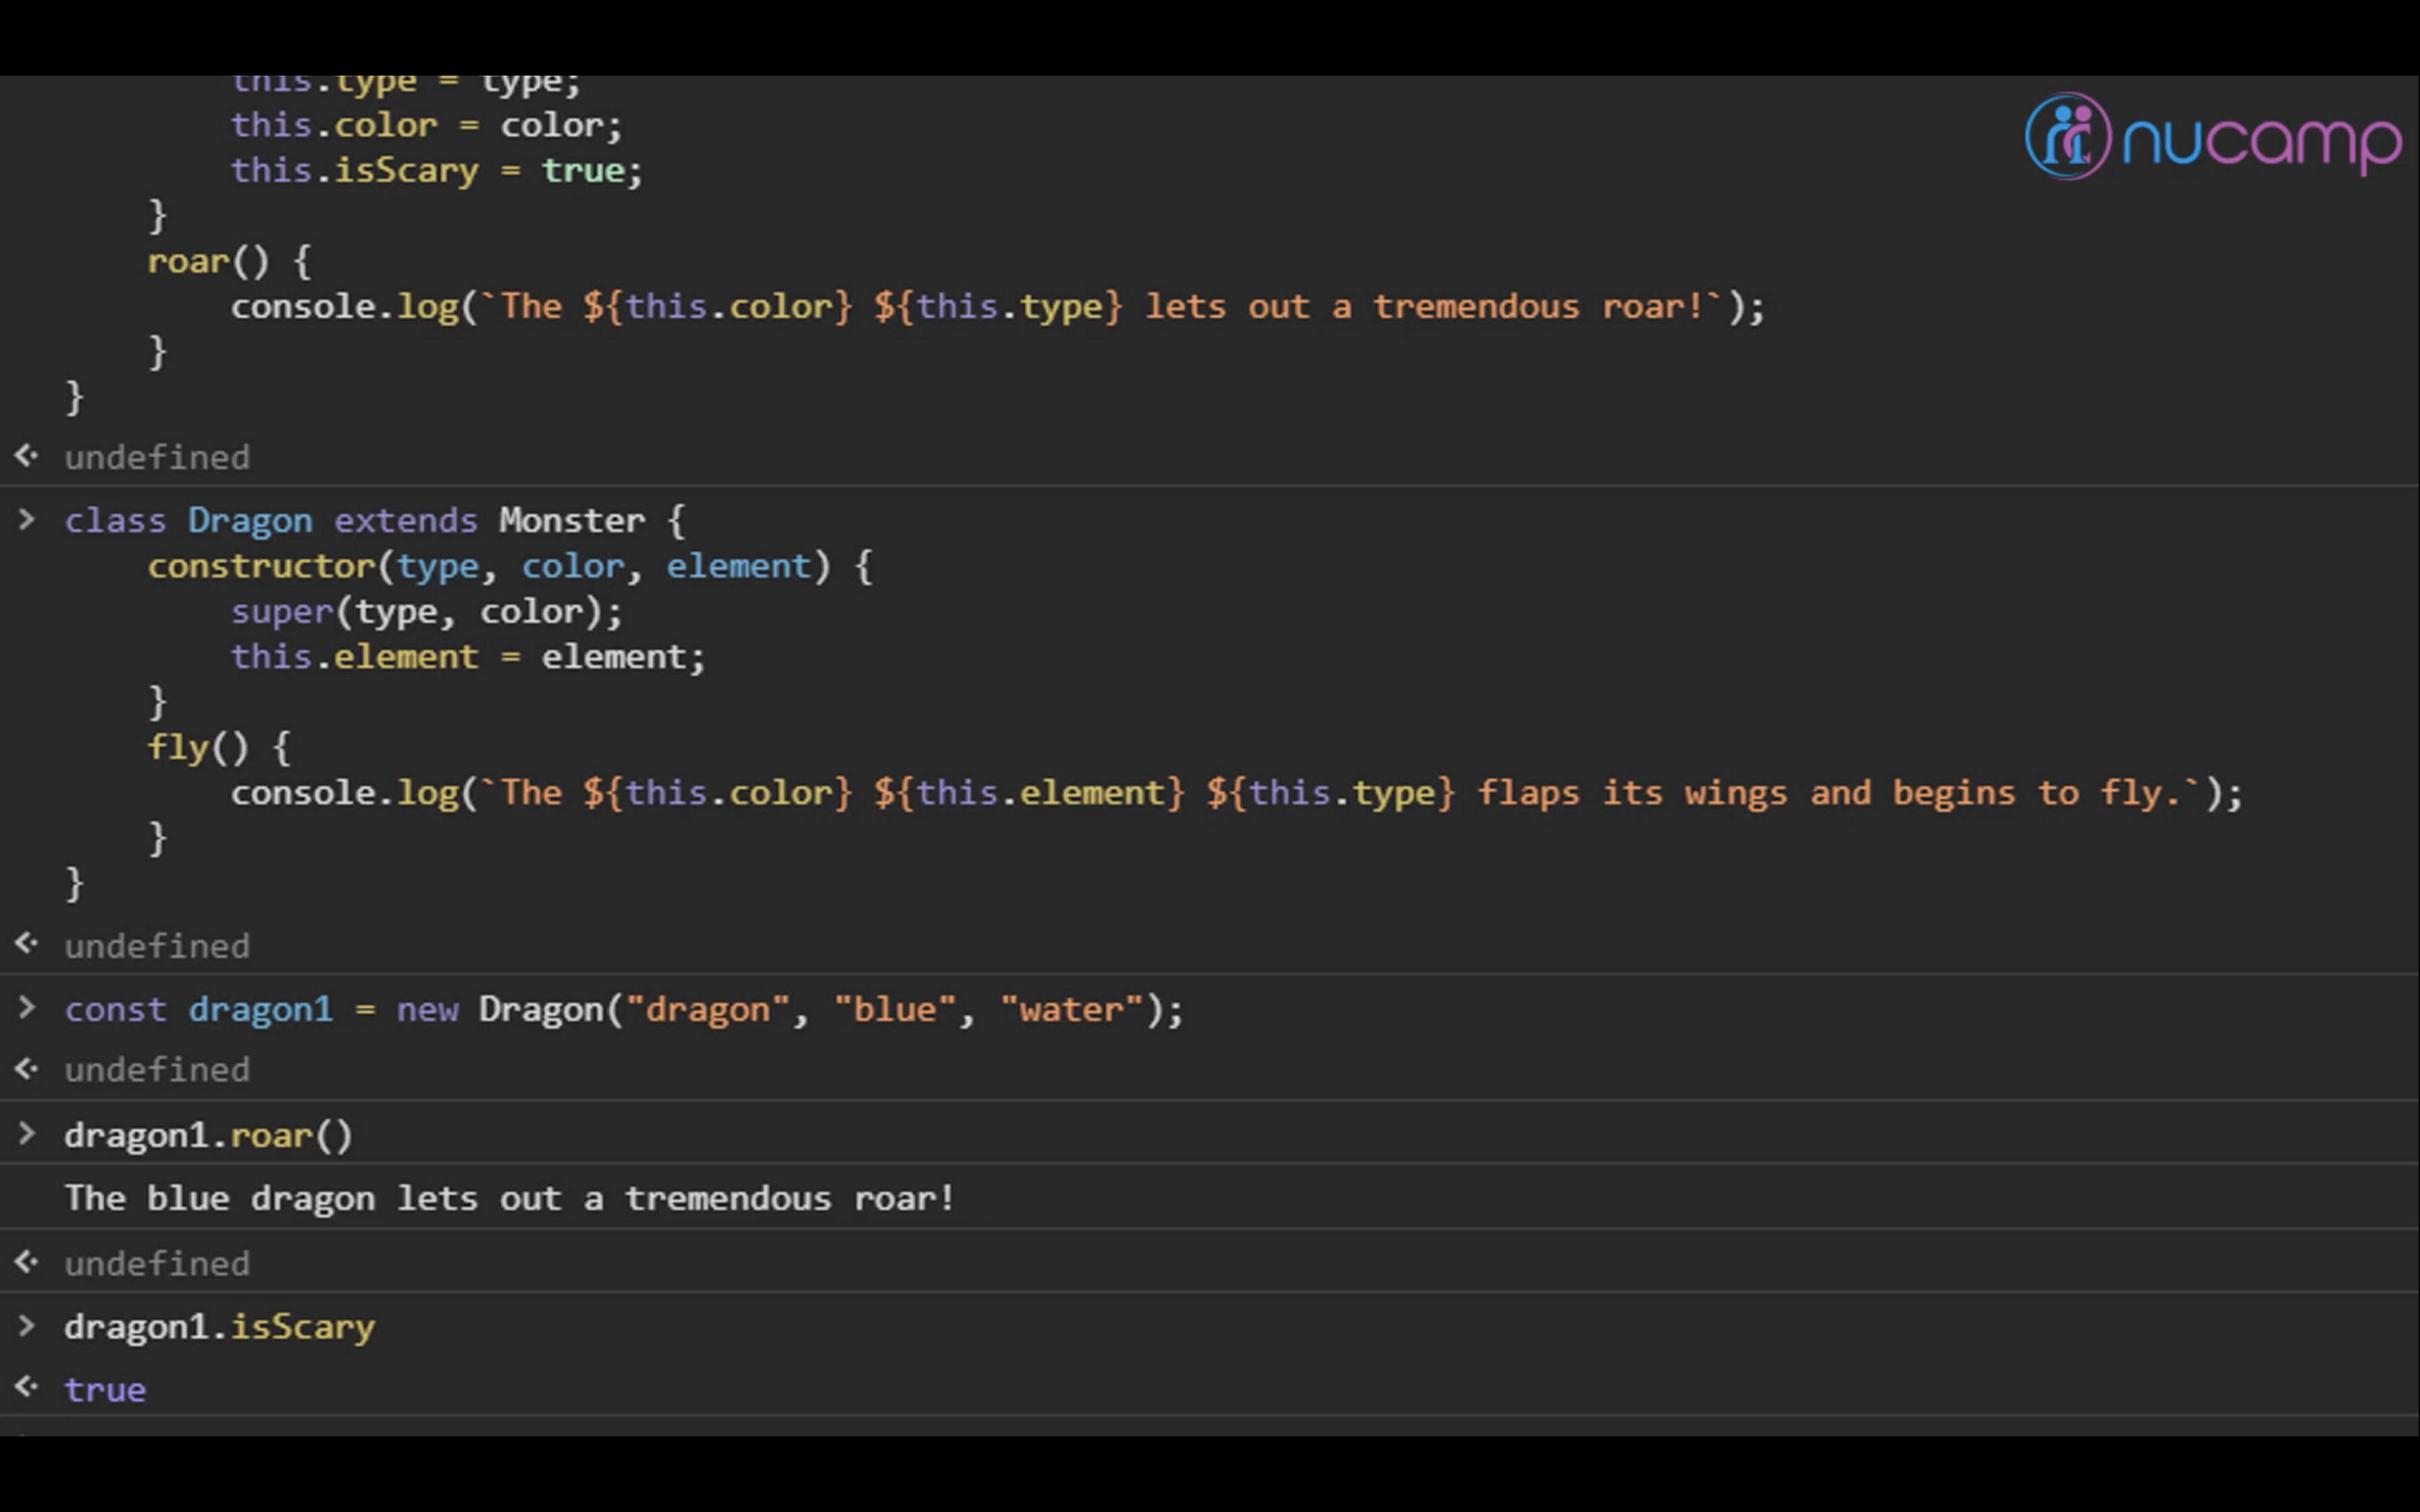 this.type = type;
this.color = color;
this.isScary = true;
}
roar() {
console.log(`The ${this.color} ${this.type} lets out a tremendous roar!`);
}
}
undefined
class Dragon extends Monster {
constructor(type, color, element) {
super(type, color);
this.element = element;
}
fly() {
console.log(`The ${this.color} ${this.element} ${this.type} flaps its wings and begins to fly.`);
}
}
undefined
const dragon1 = new Dragon("dragon", "blue", "water");
undefined
dragon1.roar()
The blue dragon lets out a tremendous roar!
undefined
dragon1.isScary
true
nucamp